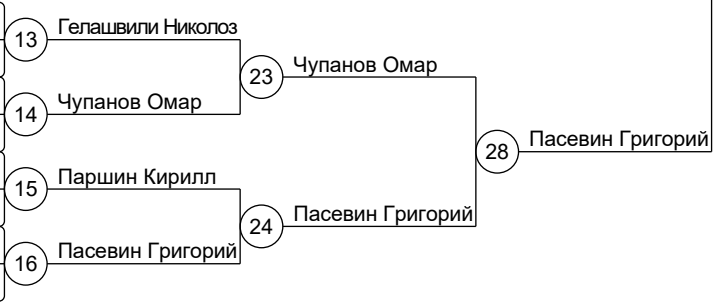 13 Гелашвили Николоз
23 Чупанов Омар
14 Чупанов Омар
28 Пасевин Григорий
15 Паршин Кирилл
24 Пасевин Григорий
16 Пасевин Григорий